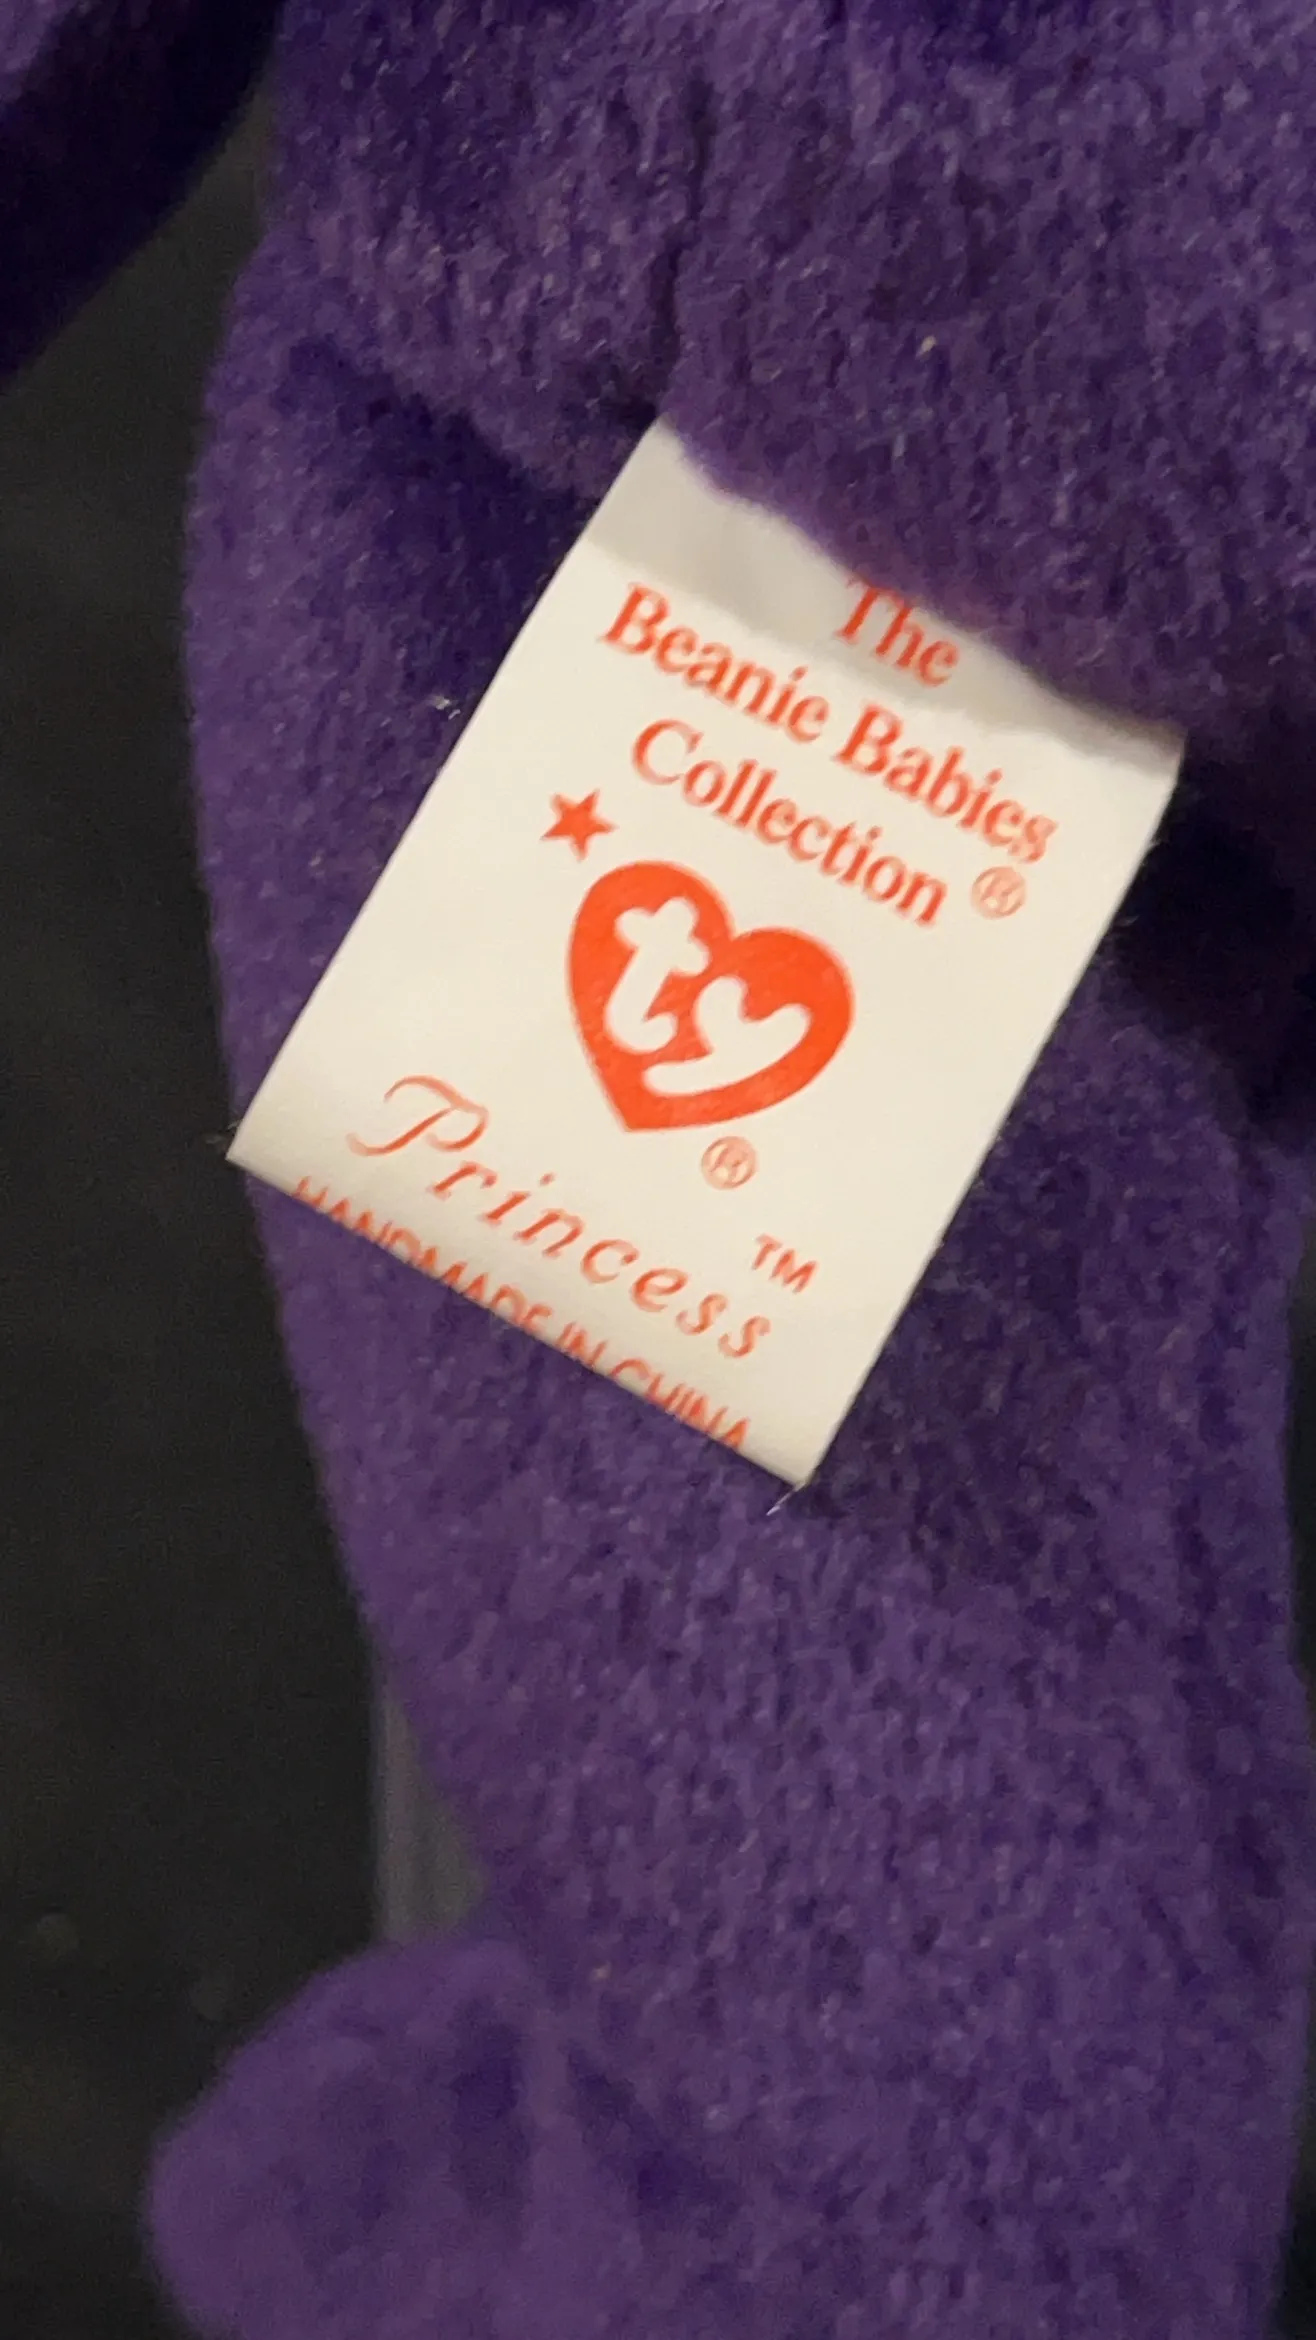 The
Beanie Babies
Collection ®
ty
®
Princess ™
HANDMADE IN CHINA